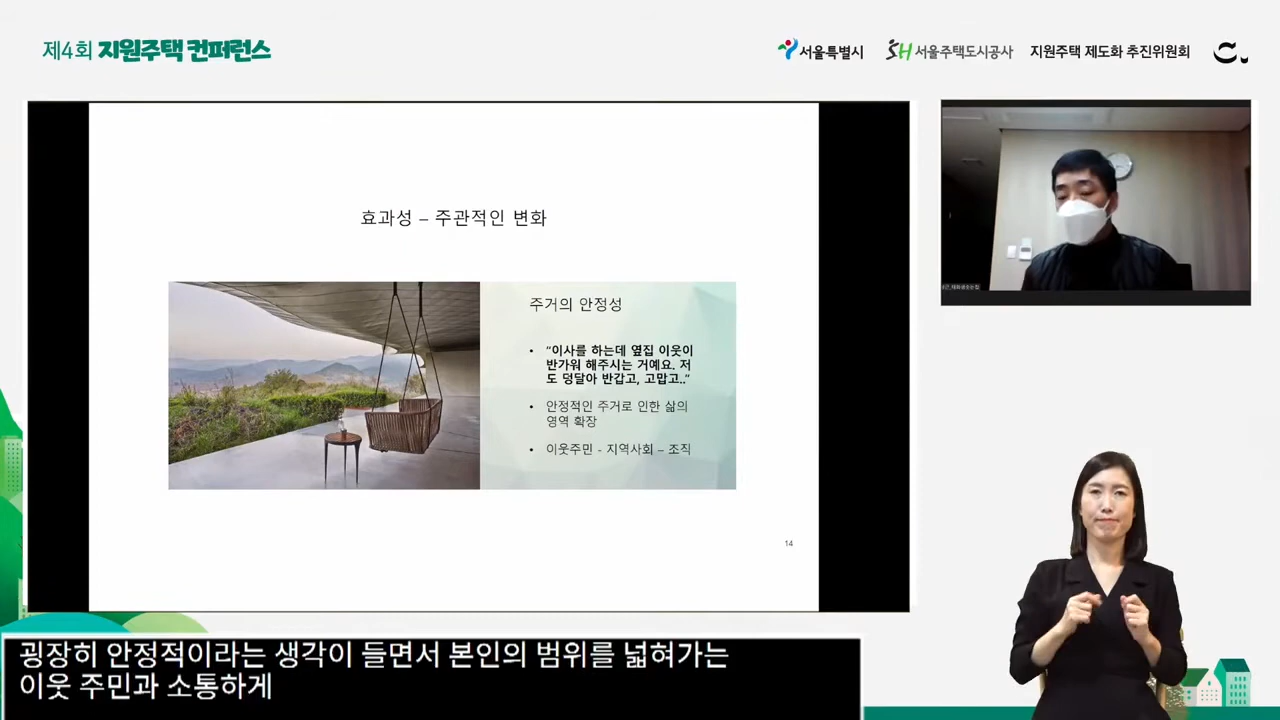 제4회 지원주택 컨퍼런스
서울특별시
SH 서울주택도시공사
지원주택 제도화 추진위원회
효과성 – 주관적인 변화
주거의 안정성
• “이사를 하는데 옆집 이웃이
반가워 해주시는 거예요. 저
도 덩달아 반갑고, 고맙고..”
• 안정적인 주거로 인한 삶의
영역 확장
• 이웃주민 - 지역사회 – 조직
14
굉장히 안정적이라는 생각이 들면서 본인의 범위를 넓혀가는
이웃 주민과 소통하게